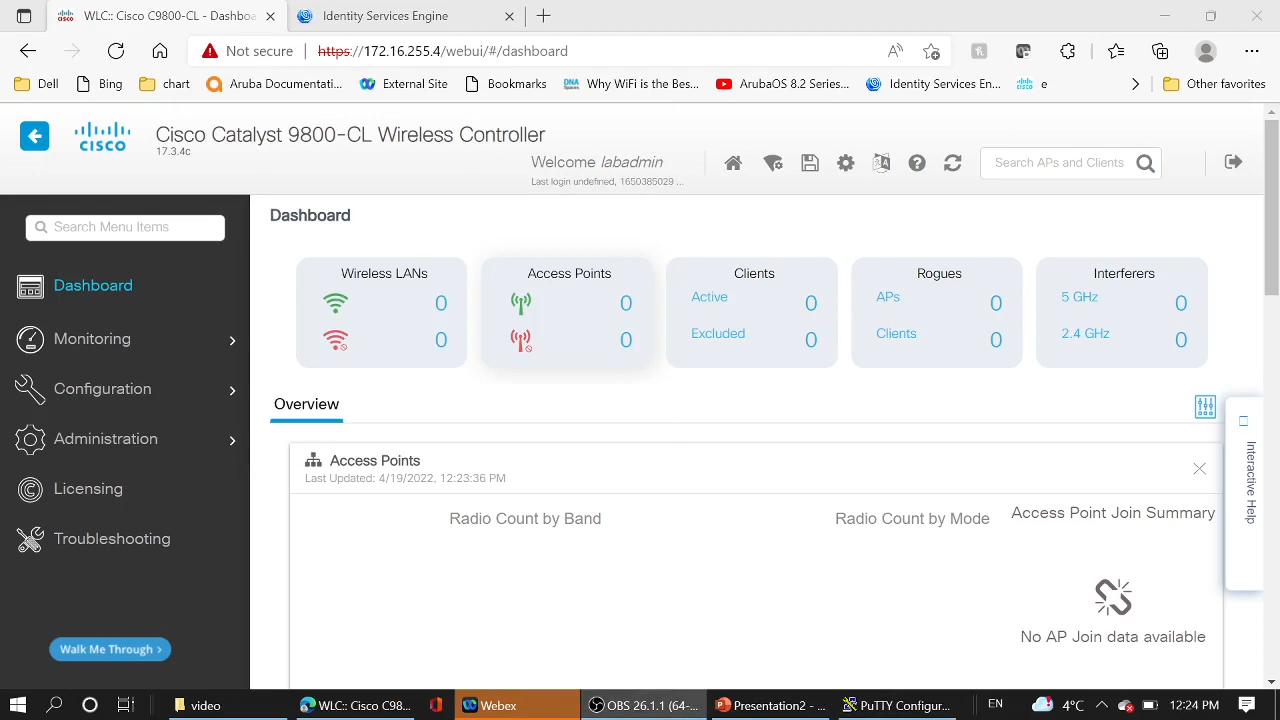 WLC:: Cisco C9800-CL - Dashboa
Identity Services Engine
Not secure
https://172.16.255.4/webui/#/dashboard
Dell
Bing
chart
Aruba Documentati...
External Site
Bookmarks
Why WiFi is the Bes...
ArubaOS 8.2 Series...
Identity Services En...
e
Other favorites
CISCO
Cisco Catalyst 9800-CL Wireless Controller
17.3.4c
Welcome labadmin
Last login undefined, 1650385029 ...
Search APs and Clients
Search Menu Items
Dashboard
Monitoring
Configuration
Administration
Licensing
Troubleshooting
Walk Me Through >
Dashboard
Wireless LANs
0
0
Access Points
0
0
Clients
Active 0
Excluded 0
Rogues
APs 0
Clients 0
Interferers
5 GHz 0
2.4 GHz 0
Overview
Access Points
Last Updated: 4/19/2022, 12:23:36 PM
Radio Count by Band
Radio Count by Mode
Access Point Join Summary
No AP Join data available
Interactive Help
video
WLC:: Cisco C98...
Webex
OBS 26.1.1 (64-...
Presentation2 - ...
PuTTY Configur...
EN
4°C
12:24 PM